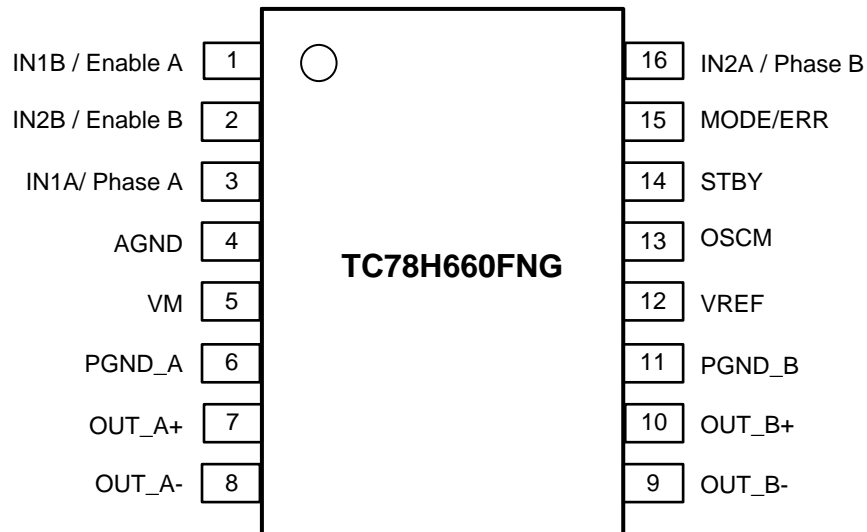 IN1B / Enable A 1
IN2B / Enable B 2
IN1A/ Phase A 3
AGND 4
VM 5
PGND_A 6
OUT_A+ 7
OUT_A- 8
TC78H660FNG
16 IN2A / Phase B
15 MODE/ERR
14 STBY
13 OSCM
12 VREF
11 PGND_B
10 OUT_B+
9 OUT_B-